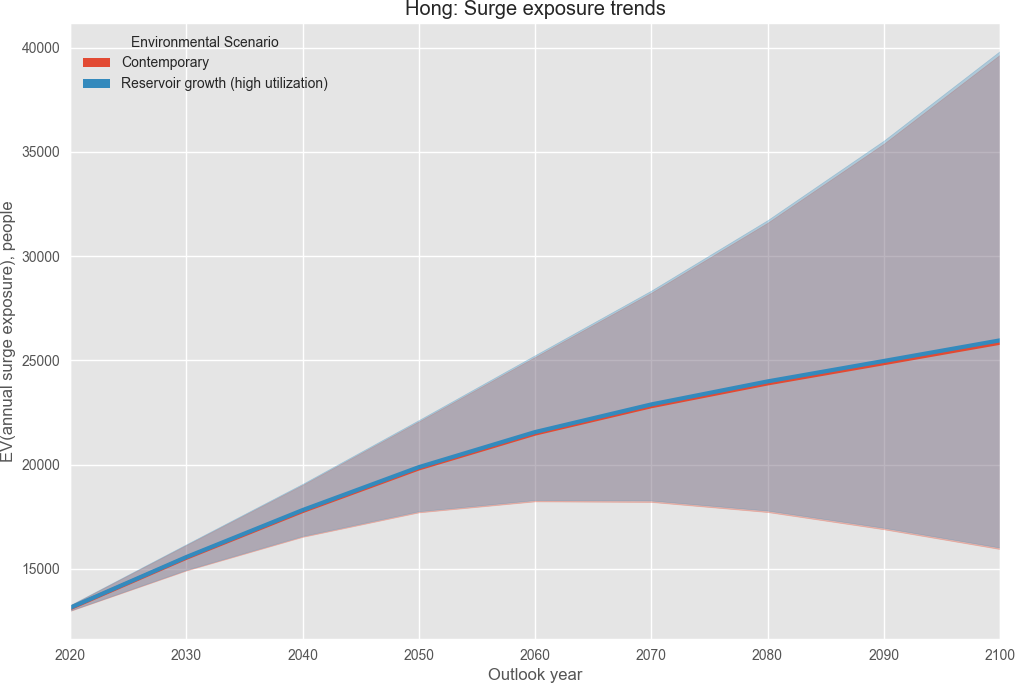 Hong: Surge exposure trends
Environmental Scenario
Contemporary
Reservoir growth (high utilization)
EV(annual surge exposure), people
40000
35000
30000
25000
20000
15000
2020 2030 2040 2050 2060 2070 2080 2090 2100
Outlook year